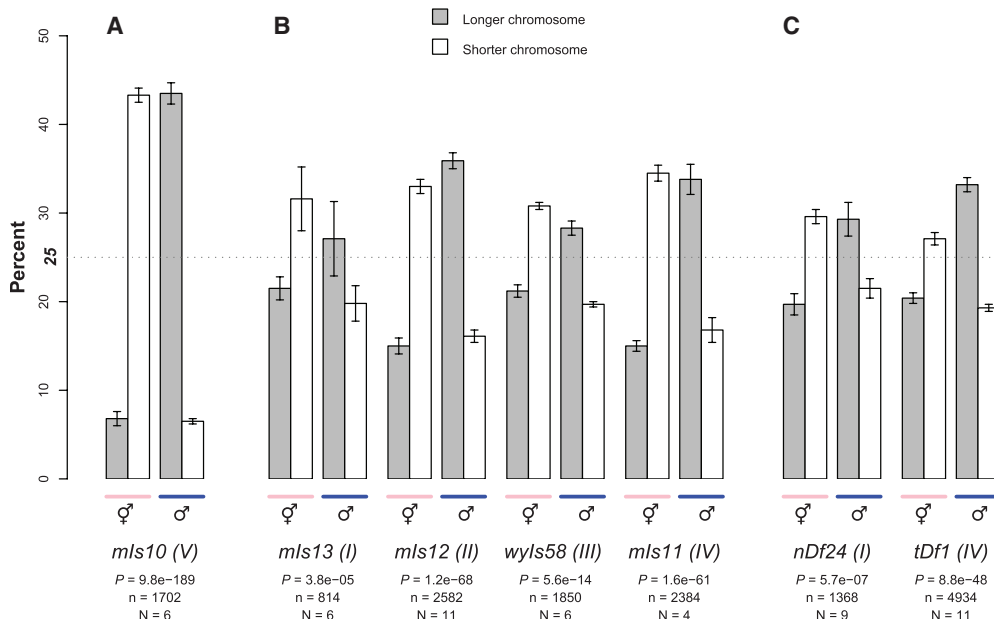 A
B
C
Longer chromosome
Shorter chromosome
Percent
50
40
30
25
20
10
0
⚥ ♂ ⚥ ♂ ⚥ ♂ ⚥ ♂ ⚥ ♂ ⚥ ♂ ⚥ ♂
mIs10 (V)
P = 9.8e−189
n = 1702
N = 6
mIs13 (I)
P = 3.8e−05
n = 814
N = 6
mIs12 (II)
P = 1.2e−68
n = 2582
N = 11
wyIs58 (III)
P = 5.6e−14
n = 1850
N = 6
mIs11 (IV)
P = 1.6e−61
n = 2384
N = 4
nDf24 (I)
P = 5.7e−07
n = 1368
N = 9
tDf1 (IV)
P = 8.8e−48
n = 4934
N = 11